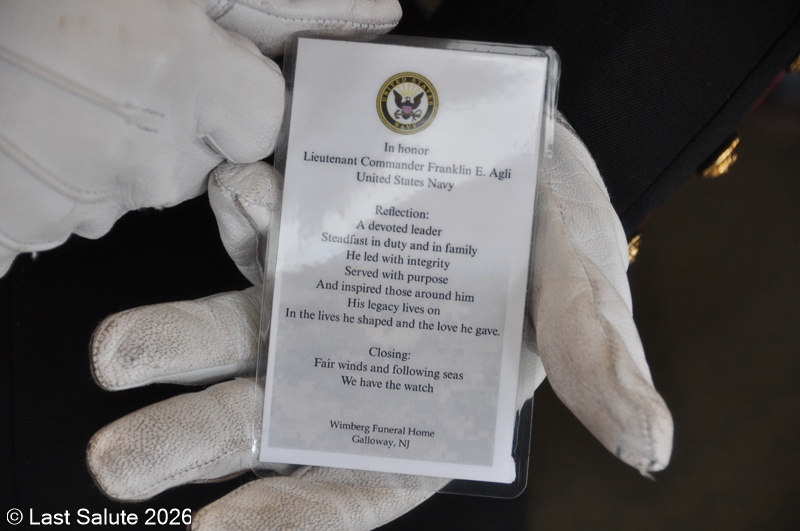 UNITED STATES
NAVY
In honor
Lieutenant Commander Franklin E. Agli
United States Navy
Reflection:
A devoted leader
Steadfast in duty and in family
He led with integrity
Served with purpose
And inspired those around him
His legacy lives on
In the lives he shaped and the love he gave.
Closing:
Fair winds and following seas
We have the watch
Wimberg Funeral Home
Galloway, NJ
© Last Salute 2026